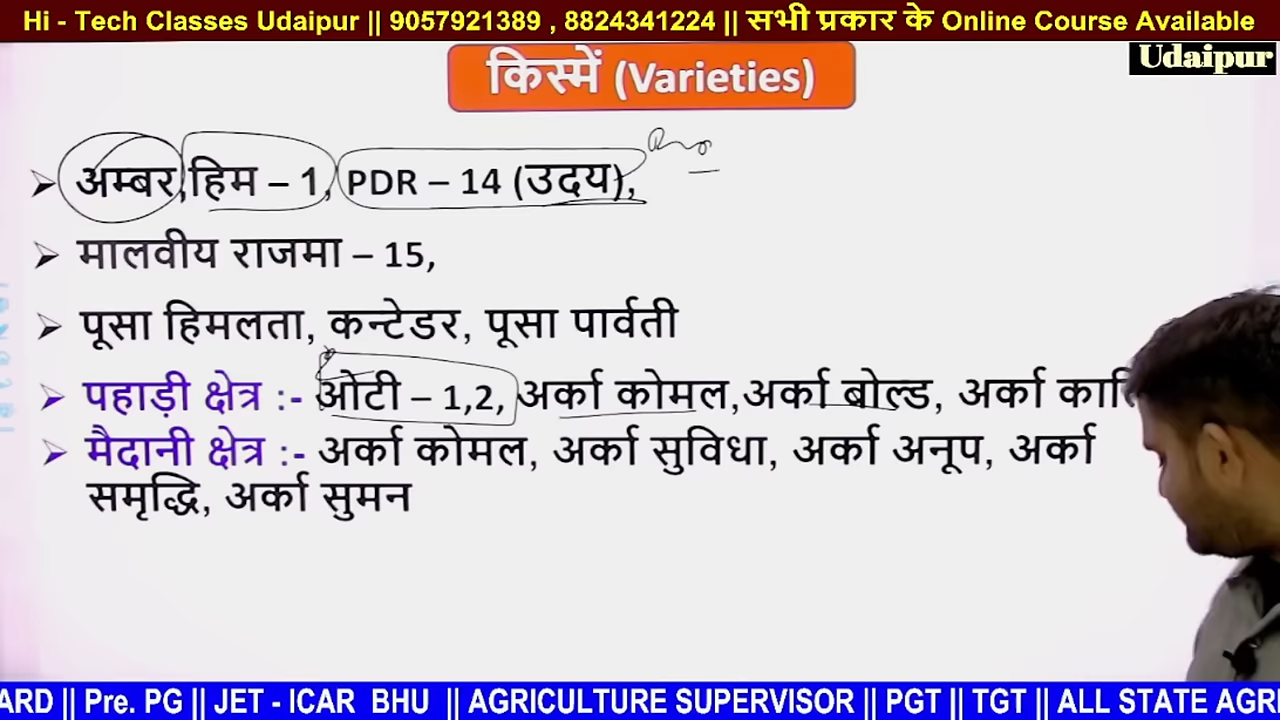 Hi - Tech Classes Udaipur || 9057921389 , 8824341224 || सभी प्रकार के Online Course Available
Udaipur
किस्में (Varieties)
➢ अम्बर,हिम – 1, PDR – 14 (उदय),
➢ मालवीय राजमा – 15,
➢ पूसा हिमलता, कन्टेडर, पूसा पार्वती
➢ पहाड़ी क्षेत्र :- ओटी – 1,2, अर्का कोमल,अर्का बोल्ड, अर्का
➢ मैदानी क्षेत्र :- अर्का कोमल, अर्का सुविधा, अर्का अनूप, अर्का
समृद्धि, अर्का सुमन
ARD || Pre. PG || JET - ICAR BHU || AGRICULTURE SUPERVISOR || PGT || TGT || ALL STATE AGRI